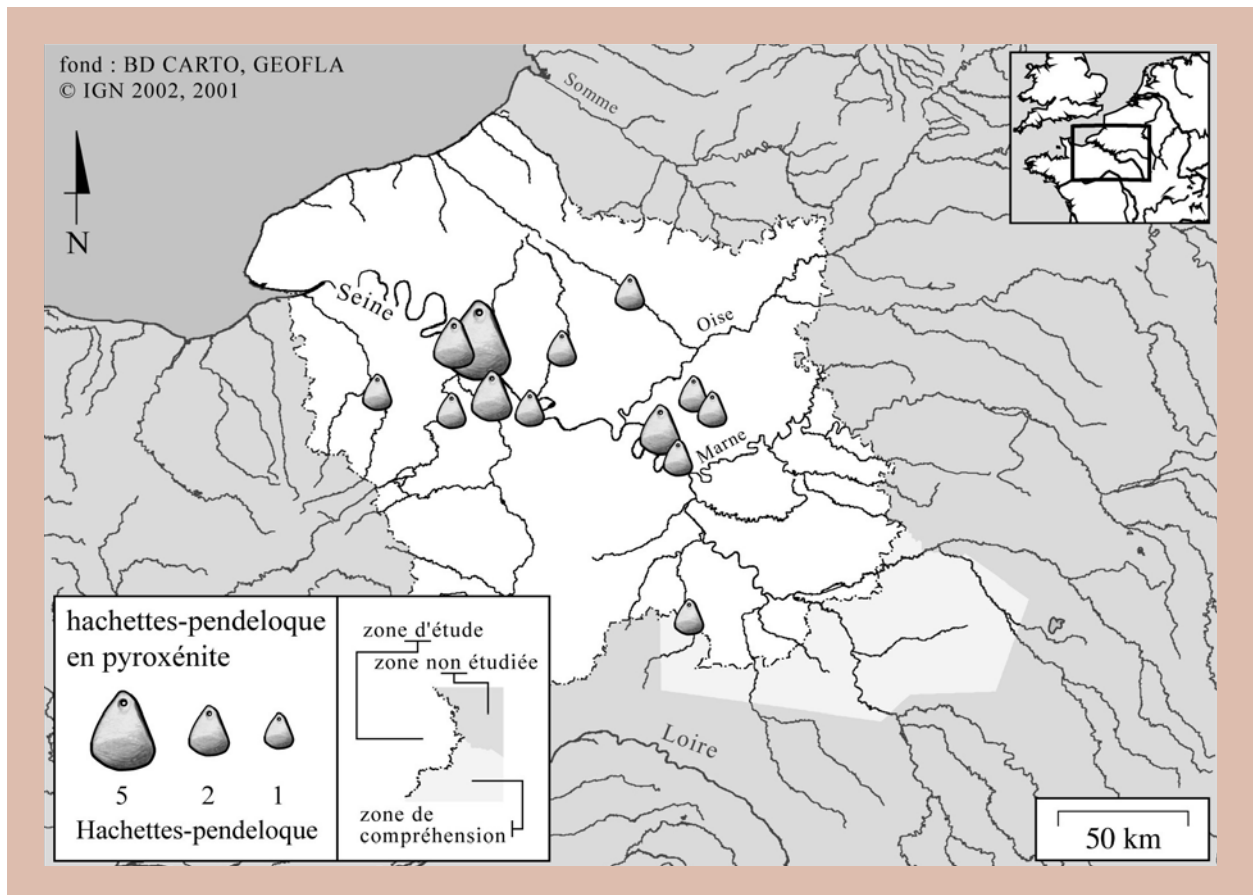 fond : BD CARTO, GEOFLA
© IGN 2002, 2001
N
Somme
Seine
Oise
Marne
Loire
hachettes-pendeloque
en pyroxénite
5 2 1
Hachettes-pendeloque
zone d'étude
zone non étudiée
zone de
compréhension
50 km